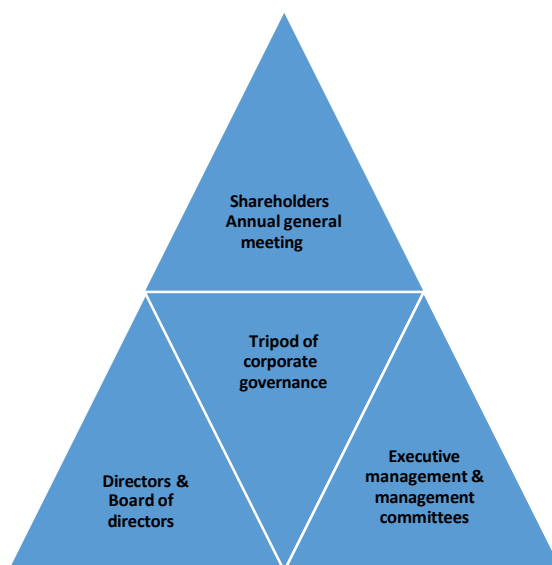 Shareholders
Annual general
meeting
Tripod of
corporate
governance
Directors &
Board of
directors
Executive
management &
management
committees